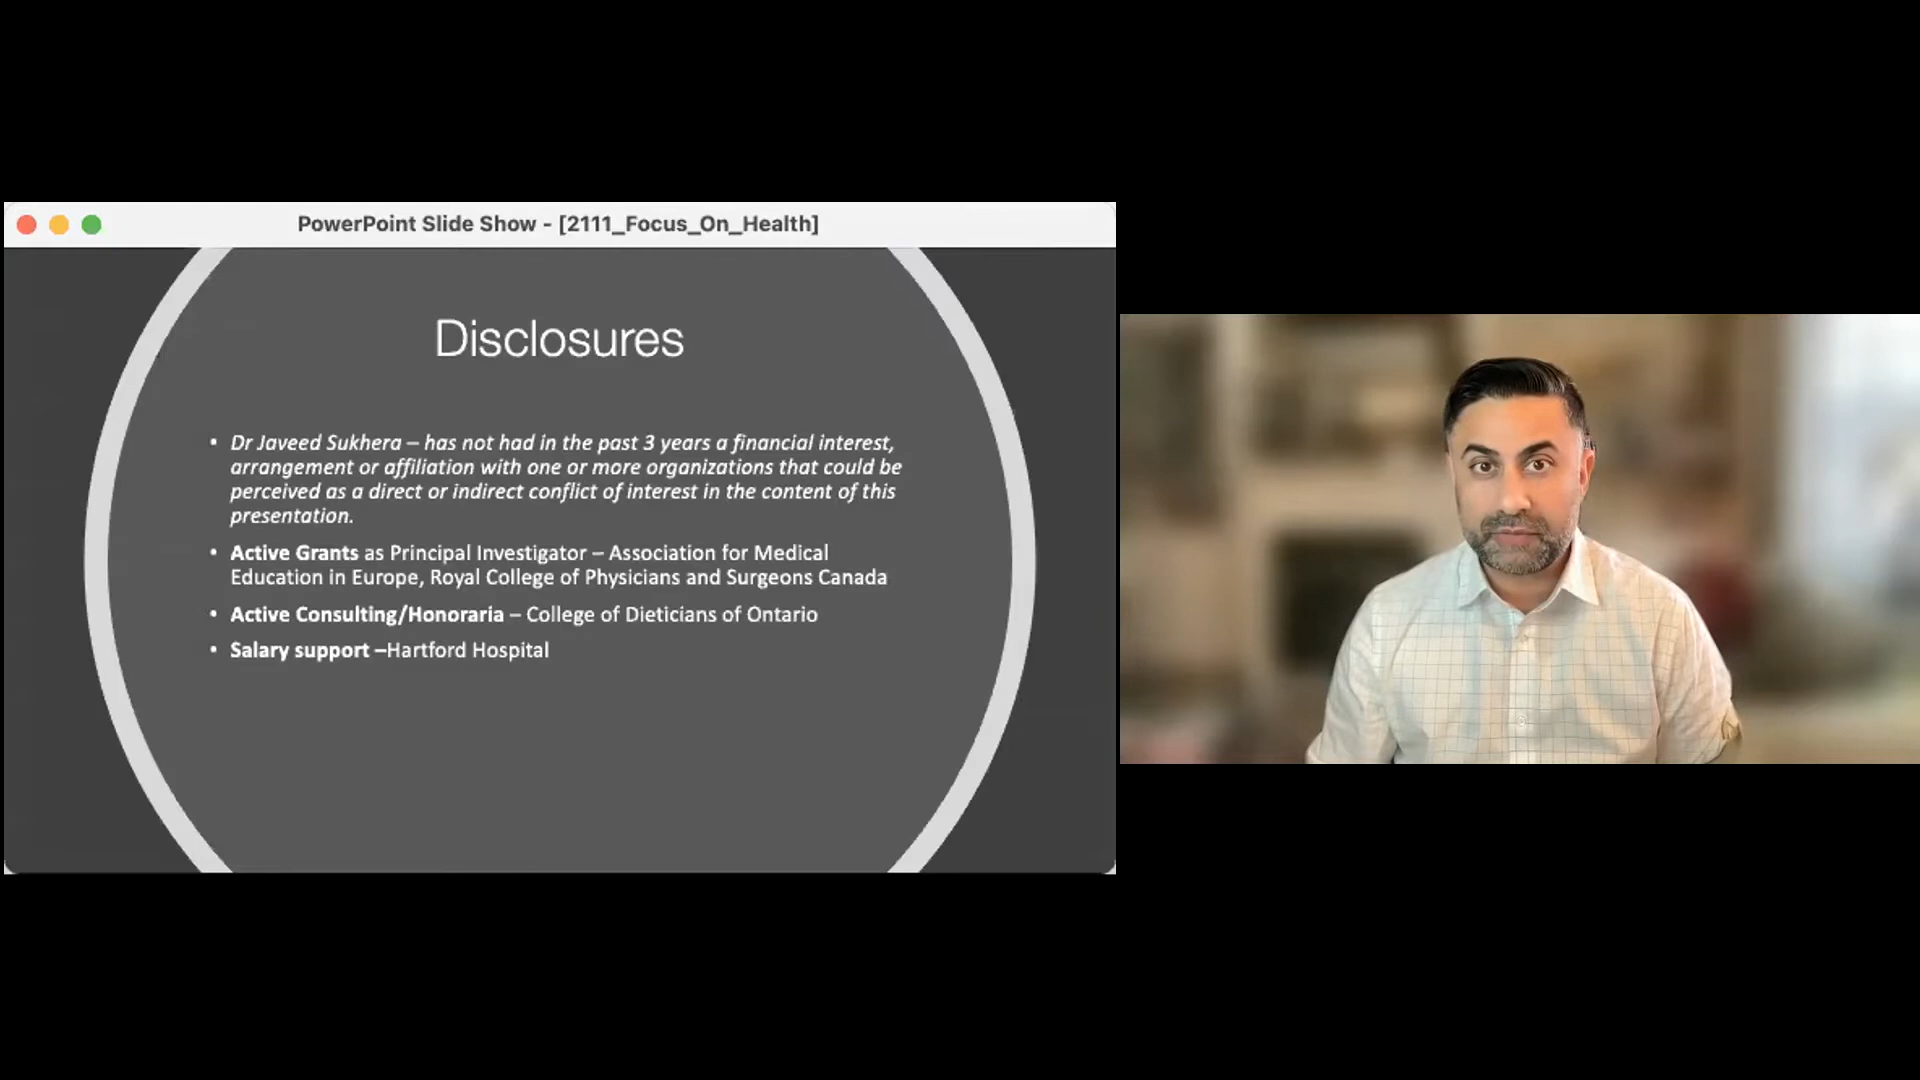 PowerPoint Slide Show - [2111_Focus_On_Health]
Disclosures
• Dr Javeed Sukhera – has not had in the past 3 years a financial interest,
arrangement or affiliation with one or more organizations that could be
perceived as a direct or indirect conflict of interest in the content of this
presentation.
• Active Grants as Principal Investigator – Association for Medical
Education in Europe, Royal College of Physicians and Surgeons Canada
• Active Consulting/Honoraria – College of Dieticians of Ontario
• Salary support –Hartford Hospital